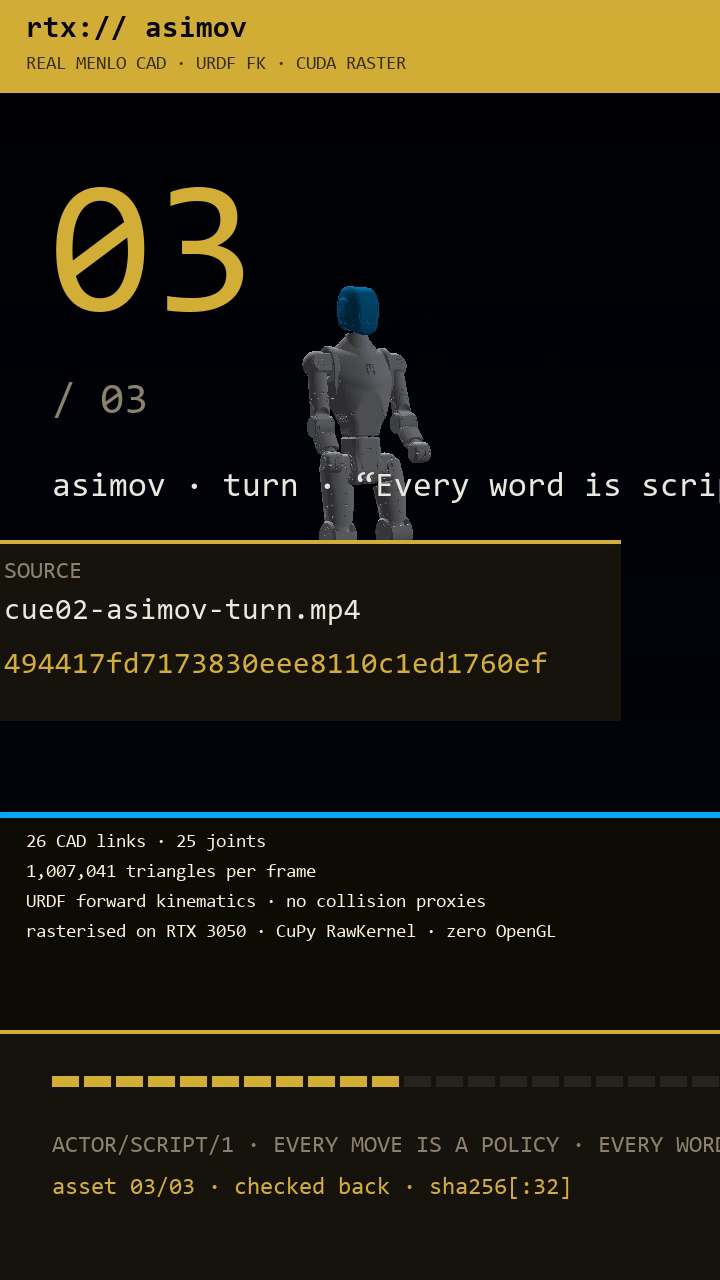 rtx:// asimov
REAL MENLO CAD · URDF FK · CUDA RASTER
03
/ 03
asimov · turn · “Every word is scrip
SOURCE
cue02-asimov-turn.mp4
494417fd7173830eee8110c1ed1760ef
26 CAD links · 25 joints
1,007,041 triangles per frame
URDF forward kinematics · no collision proxies
rasterised on RTX 3050 · CuPy RawKernel · zero OpenGL
ACTOR/SCRIPT/1 · EVERY MOVE IS A POLICY · EVERY WORD
asset 03/03 · checked back · sha256[:32]